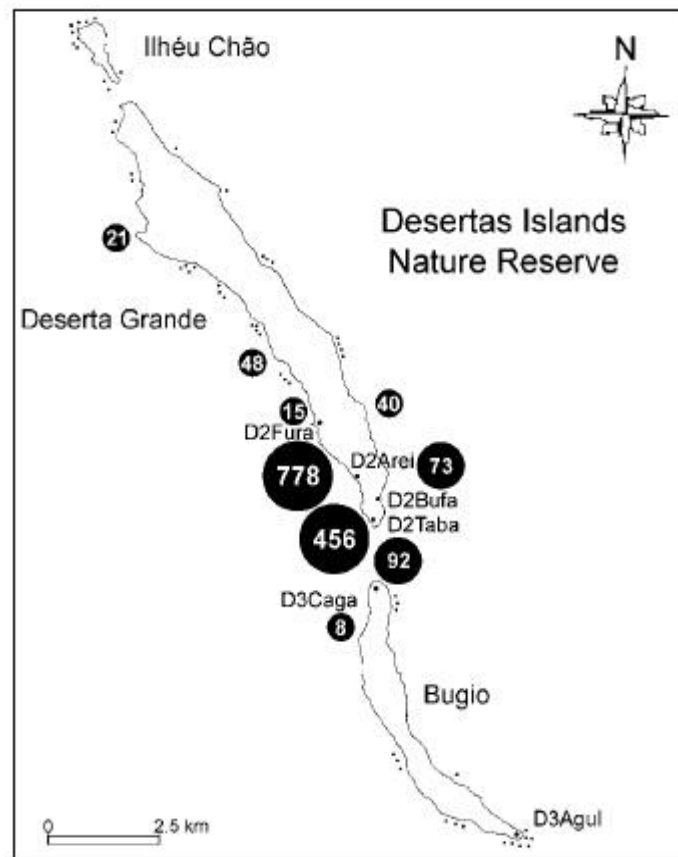 Ilhéu Chão
N
Desertas Islands
Nature Reserve
21
Deserta Grande
48
40
15
D2Fura
D2Arei
73
778
D2Bufa
D2Taba
456
92
D3Caga
8
Bugio
D3Agul
0 2.5 km